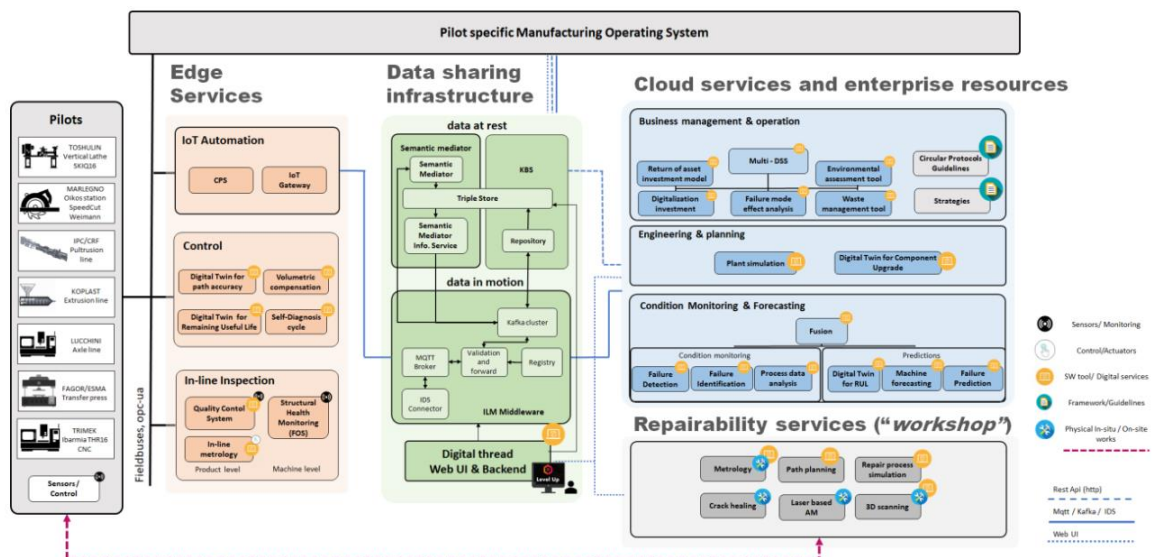 Pilot specific Manufacturing Operating System
Pilots
TOSHULIN
Vertical Lathe
SKIQ16
MARLEGNO
Oikos station
SpeedCut
Weimann
IPC/CRF
Pultrusion
line
KOPLAST
Extrusion line
LUCCHINI
Axle line
FAGOR/ESMA
Transfer press
TRIMEK
Ibarmia THR16
CNC
Sensors/
Control
Fieldbuses, opc-ua
Edge
Services
IoT Automation
CPS
IoT
Gateway
Control
Digital Twin for
path accuracy
Volumetric
compensation
Digital Twin for
Remaining Useful Life
Self-Diagnosis
cycle
In-line Inspection
Quality Contol
System
Structural
Health
Monitoring
(FOS)
In-line
metrology
Product level
Machine level
Data sharing
infrastructure
data at rest
Semantic mediator
Semantic
Mediator
KBS
Triple Store
Semantic
Mediator
Info. Service
Repository
data in motion
Kafka cluster
MQTT
Broker
Validation
and
forward
Registry
IDS
Connector
ILM Middleware
Digital thread
Web UI & Backend
Level Up
Cloud services and enterprise resources
Business management & operation
Return of asset
investment model
Multi - DSS
Environmental
assessment tool
Circular Protocols
Guidelines
Digitalization
investment
Failure mode
effect analysis
Waste
management tool
Strategies
Engineering & planning
Plant simulation
Digital Twin for Component
Upgrade
Condition Monitoring & Forecasting
Fusion
Condition monitoring
Predictions
Failure
Detection
Failure
Identification
Process data
analysis
Digital Twin
for RUL
Machine
forecasting
Failure
Prediction
Repairability services ("workshop")
Metrology
Path planning
Repair process
simulation
Crack healing
Laser based
AM
3D scanning
Sensors/ Monitoring
Control/Actuators
SW tool/ Digital services
Framework/Guidelines
Physical In-situ / On-site
works
Rest Api (http)
Mqtt / Kafka / IDS
Web UI